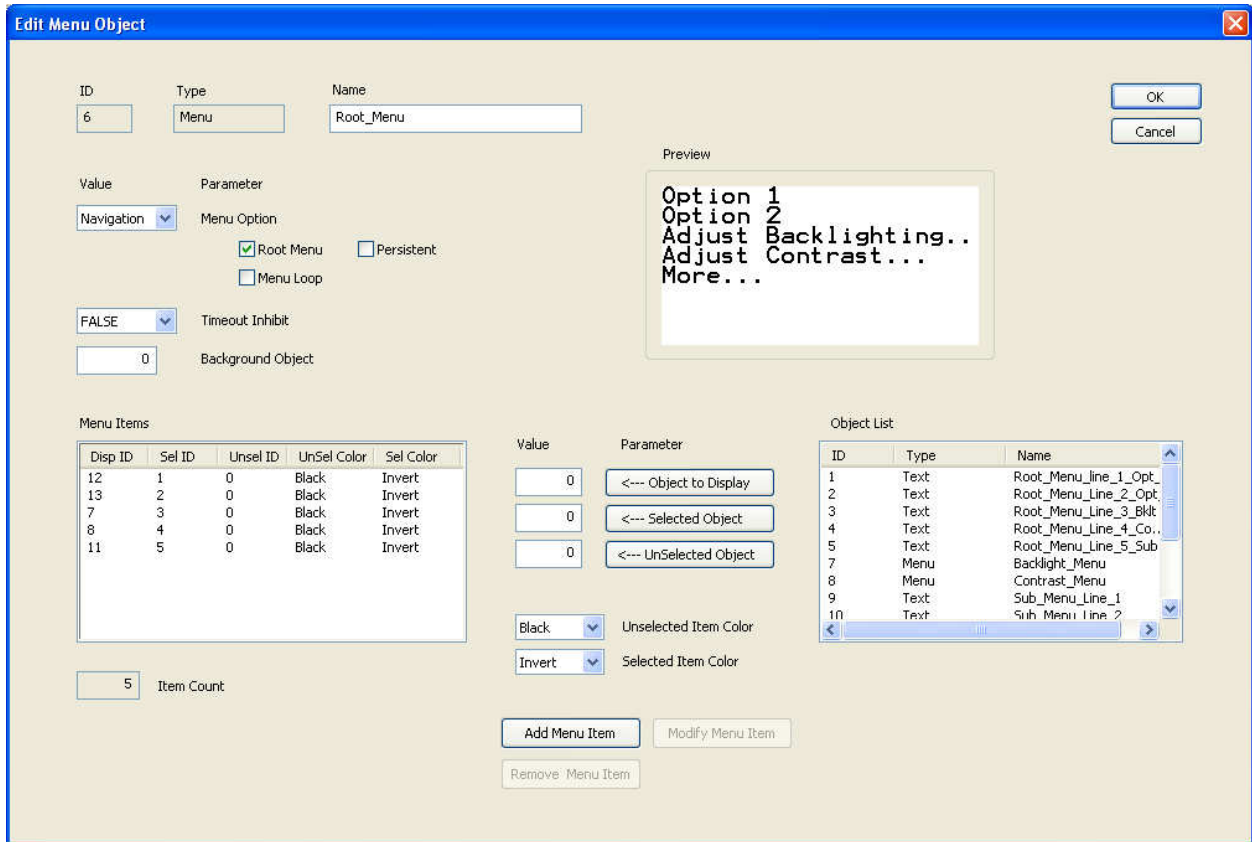 Edit Menu Object
ID Type Name
6 Menu Root_Menu
OK
Cancel
Preview
Option 1
Option 2
Adjust Backlighting..
Adjust Contrast...
More...
Value Parameter
Navigation Menu Option
Root Menu Persistent
Menu Loop
FALSE Timeout Inhibit
0 Background Object
Menu Items
Disp ID Sel ID Unsel ID UnSel Color Sel Color
12 1 0 Black Invert
13 2 0 Black Invert
7 3 0 Black Invert
8 4 0 Black Invert
11 5 0 Black Invert
5 Item Count
Value Parameter
0 <--- Object to Display
0 <--- Selected Object
0 <--- UnSelected Object
Black Unselected Item Color
Invert Selected Item Color
Add Menu Item Modify Menu Item
Remove Menu Item
Object List
ID Type Name
1 Text Root_Menu_line_1_Opt_
2 Text Root_Menu_Line_2_Opt_
3 Text Root_Menu_Line_3_Bklt
4 Text Root_Menu_Line_4_Co...
5 Text Root_Menu_Line_5_Sub
7 Menu Backlight_Menu
8 Menu Contrast_Menu
9 Text Sub_Menu_Line_1
10 Text Sub_Menu_Line_2